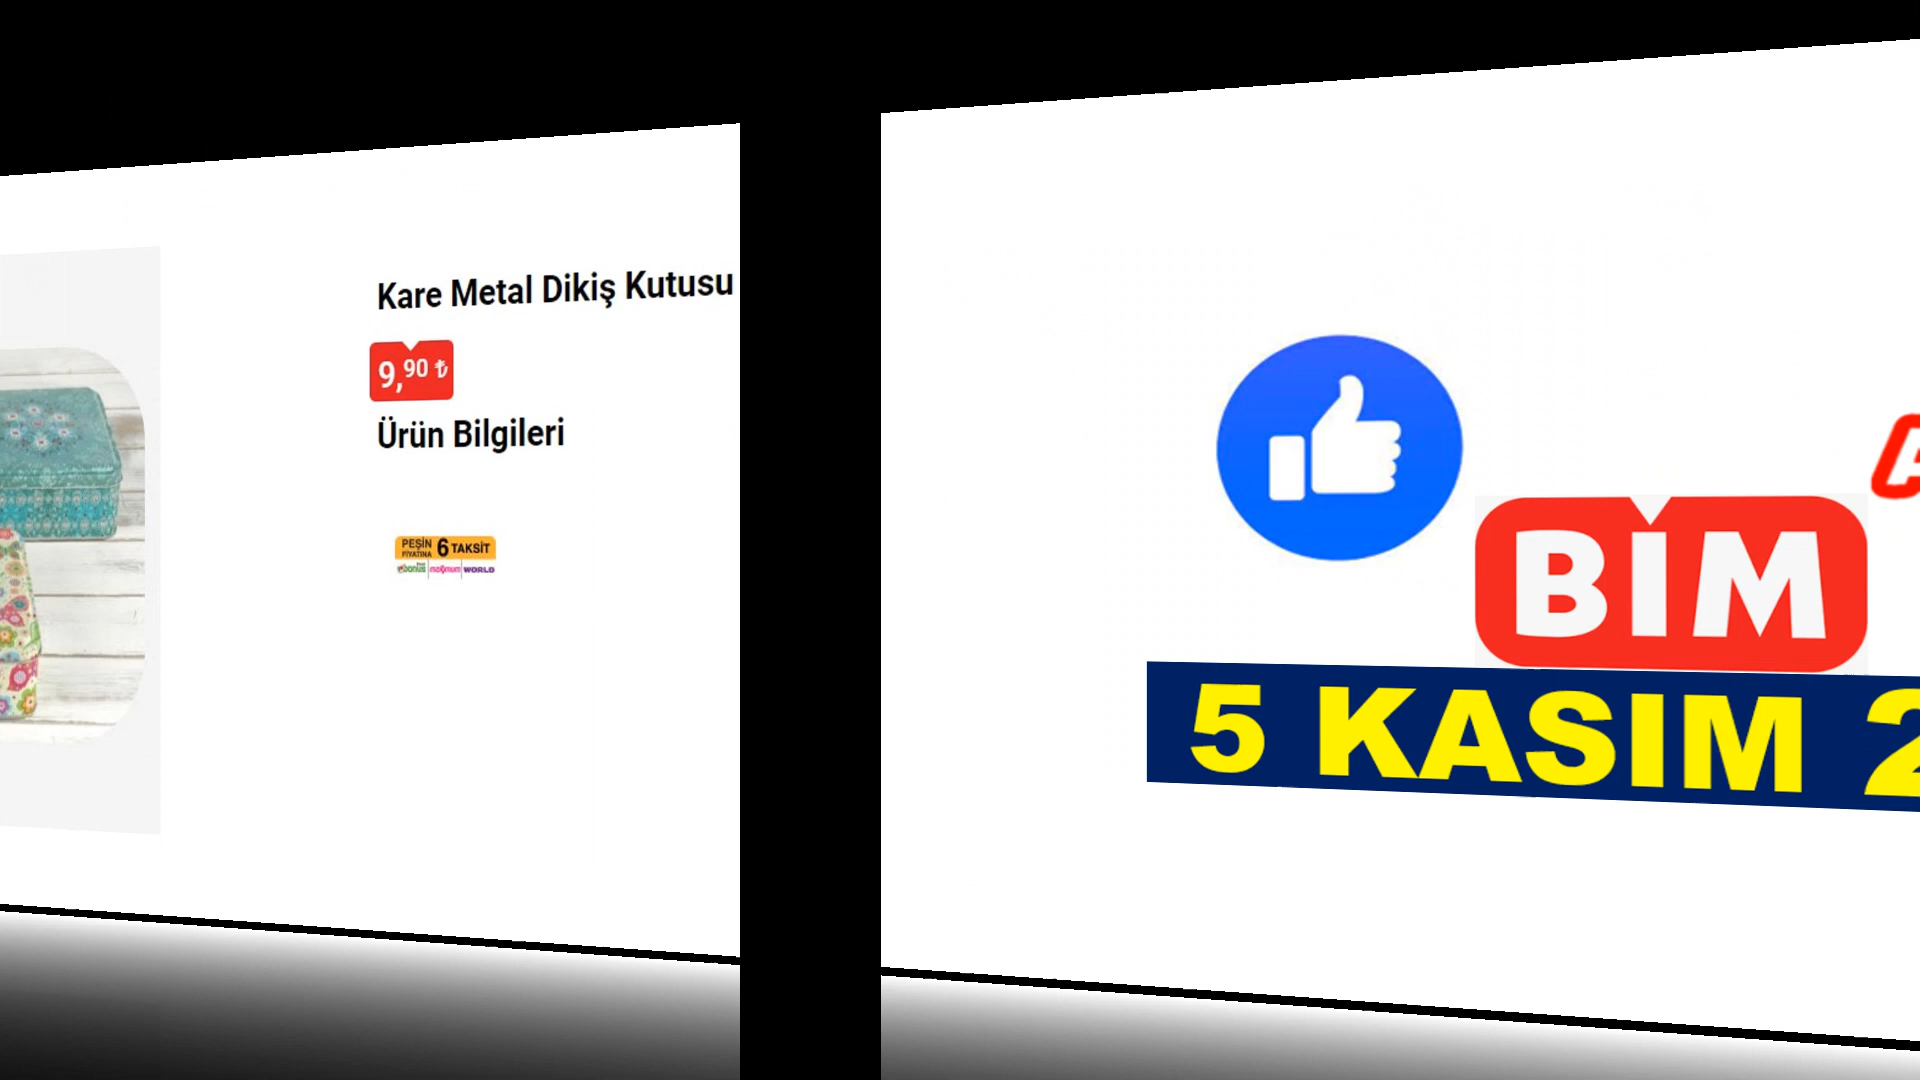 Kare Metal Dikiş Kutusu
9,90 ₺
Ürün Bilgileri
PEŞİN FİYATINA 6 TAKSİT
bonus maximum WORLD
A
BİM
5 KASIM 2